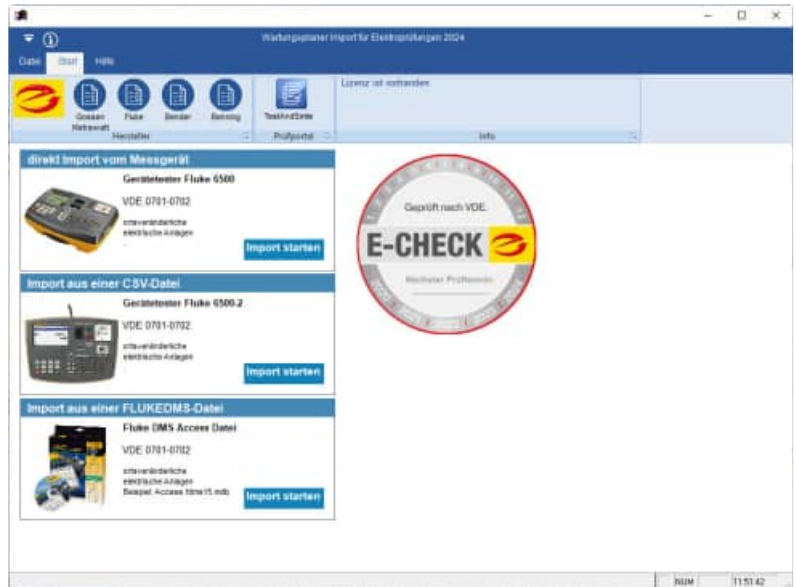 Wartungsplaner Import für Elektroprüfungen 2024
Datei Start Hilfe
Gossen Metrawatt
Fluke
Bender
Benning
Hersteller
Prüfportal
Lizenz ist vorhanden
Info
direkt Import vom Messgerät
Gerätetester Fluke 6500
VDE 0701-0702
ortsveränderliche
elektrische Anlagen
Import starten
Import aus einer CSV-Datei
Gerätetester Fluke 6500-2
VDE 0701-0702
ortsveränderliche
elektrische Anlagen
Import starten
Import aus einer FLUKEDMS-Datei
Fluke DMS Access Datei
VDE 0701-0702
ortsveränderliche
elektrische Anlagen
Beispiel: Access
Import starten
Geprüft nach VDE.
E-CHECK
Nächster Prüftermin
NUM
11:51:42